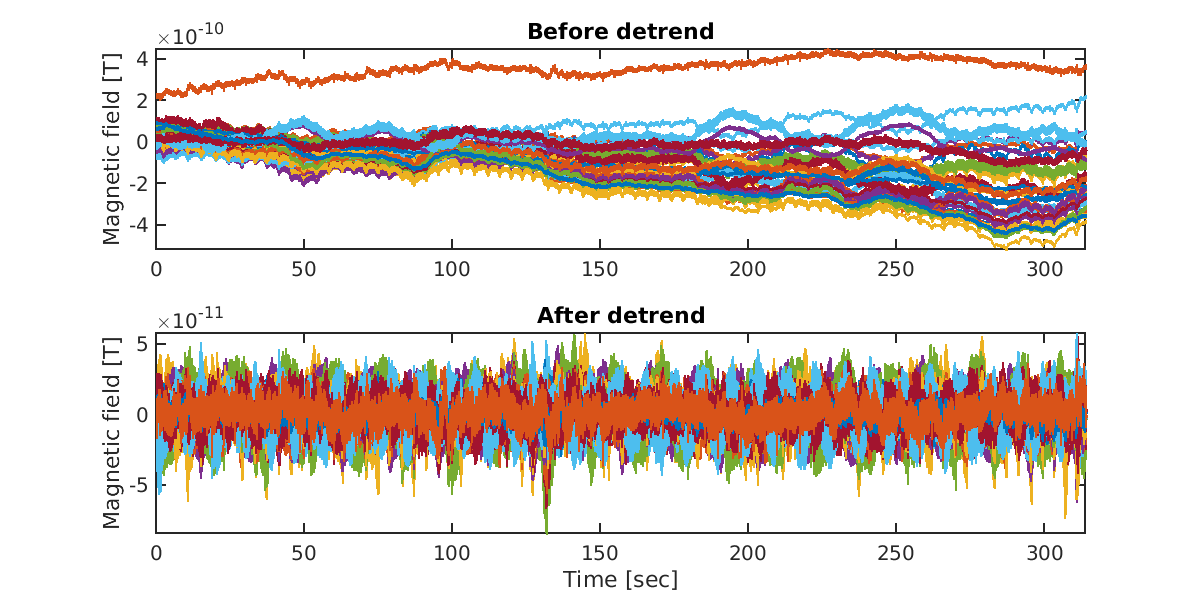 Before detrend
×10^-10
Magnetic field [T]
4
2
0
-2
-4
0 50 100 150 200 250 300
After detrend
×10^-11
Magnetic field [T]
5
0
-5
0 50 100 150 200 250 300
Time [sec]